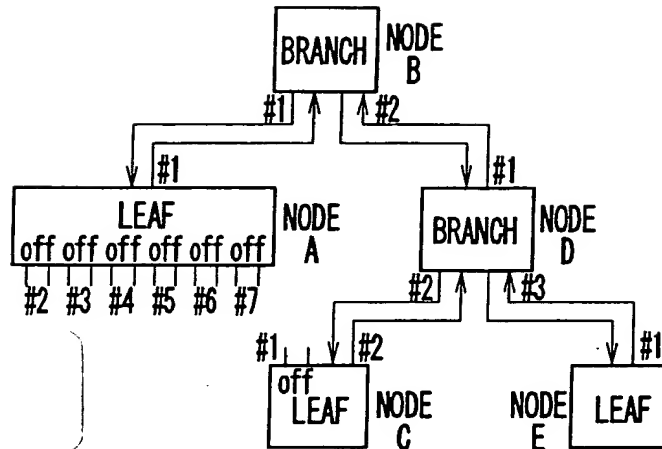 BRANCH
NODE
B
#1
#2
#1
#1
LEAF
off off off off off off
NODE
A
#2 #3 #4 #5 #6 #7
BRANCH
NODE
D
#2
#3
#1
off
#2
LEAF
NODE
C
#1
LEAF
NODE
E